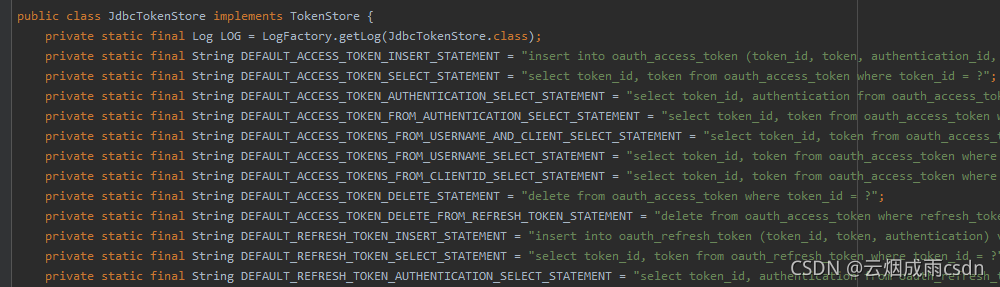 public class JdbcTokenStore implements TokenStore {
private static final Log LOG = LogFactory.getLog(JdbcTokenStore.class);
private static final String DEFAULT_ACCESS_TOKEN_INSERT_STATEMENT = "insert into oauth_access_token (token_id, token, authentication_id,
private static final String DEFAULT_ACCESS_TOKEN_SELECT_STATEMENT = "select token_id, token from oauth_access_token where token_id = ?";
private static final String DEFAULT_ACCESS_TOKEN_AUTHENTICATION_SELECT_STATEMENT = "select token_id, authentication from oauth_access_tok
private static final String DEFAULT_ACCESS_TOKEN_FROM_AUTHENTICATION_SELECT_STATEMENT = "select token_id, token from oauth_access_token w
private static final String DEFAULT_ACCESS_TOKENS_FROM_USERNAME_AND_CLIENT_SELECT_STATEMENT = "select token_id, token from oauth_access_t
private static final String DEFAULT_ACCESS_TOKENS_FROM_USERNAME_SELECT_STATEMENT = "select token_id, token from oauth_access_token where
private static final String DEFAULT_ACCESS_TOKENS_FROM_CLIENTID_SELECT_STATEMENT = "select token_id, token from oauth_access_token where
private static final String DEFAULT_ACCESS_TOKEN_DELETE_STATEMENT = "delete from oauth_access_token where token_id = ?";
private static final String DEFAULT_ACCESS_TOKEN_DELETE_FROM_REFRESH_TOKEN_STATEMENT = "delete from oauth_access_token where refresh_toke
private static final String DEFAULT_REFRESH_TOKEN_INSERT_STATEMENT = "insert into oauth_refresh_token (token_id, token, authentication) v
private static final String DEFAULT_REFRESH_TOKEN_SELECT_STATEMENT = "select token_id, token from oauth_refresh_token where token_id = ?"
private static final String DEFAULT_REFRESH_TOKEN_AUTHENTICATION_SELECT_STATEMENT = "select token_id, authentication from oauth_refresh_t
CSDN @云烟成雨csdn